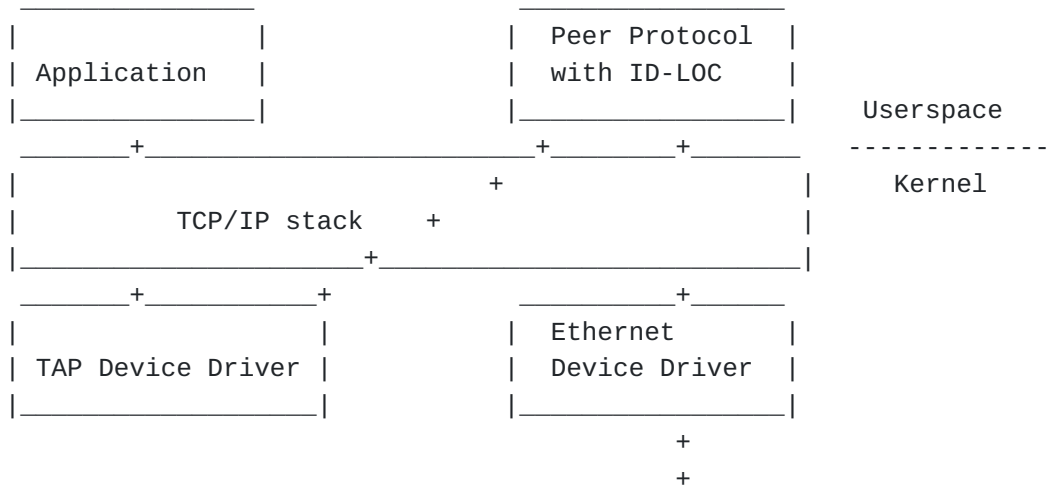 Peer Protocol
Application with ID-LOC
Userspace
Kernel
TCP/IP stack
Ethernet
TAP Device Driver Device Driver